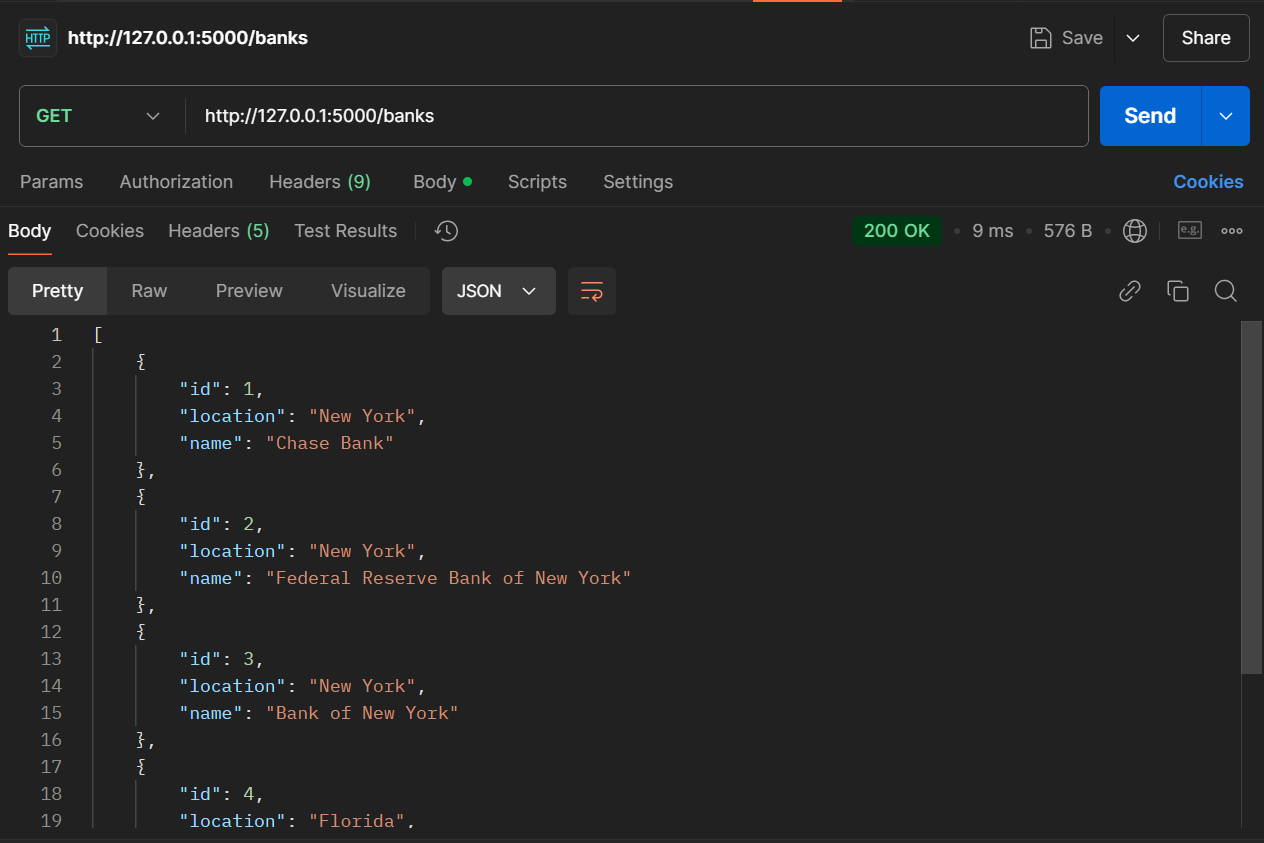 HTTP http://127.0.0.1:5000/banks Save Share
GET http://127.0.0.1:5000/banks Send
Params Authorization Headers (9) Body Scripts Settings Cookies
Body Cookies Headers (5) Test Results 200 OK 9 ms 576 B e.g.
Pretty Raw Preview Visualize JSON
1 [
2 {
3 "id": 1,
4 "location": "New York",
5 "name": "Chase Bank"
6 },
7 {
8 "id": 2,
9 "location": "New York",
10 "name": "Federal Reserve Bank of New York"
11 },
12 {
13 "id": 3,
14 "location": "New York",
15 "name": "Bank of New York"
16 },
17 {
18 "id": 4,
19 "location": "Florida",